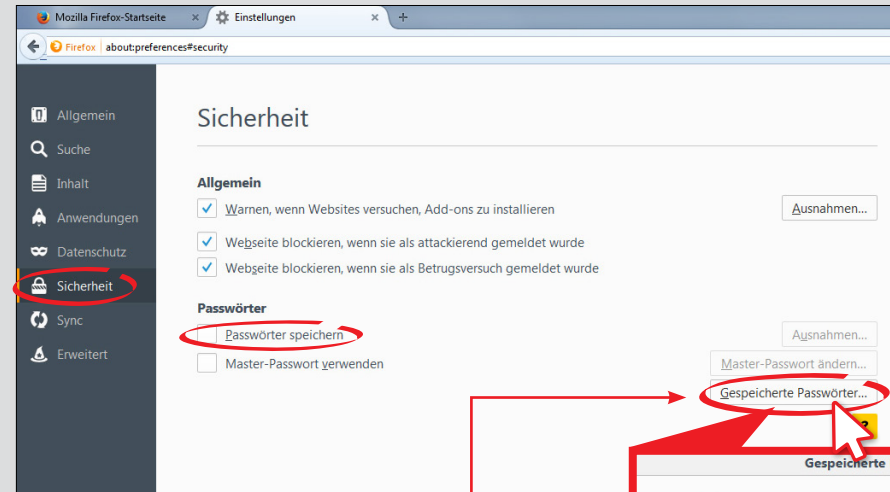 Mozilla Firefox-Startseite × Einstellungen × +
Firefox about:preferences#security
Allgemein
Suche
Inhalt
Anwendungen
Datenschutz
Sicherheit
Sync
Erweitert
Sicherheit
Allgemein
Warnen, wenn Websites versuchen, Add-ons zu installieren Ausnahmen...
Webseite blockieren, wenn sie als attackierend gemeldet wurde
Webseite blockieren, wenn sie als Betrugsversuch gemeldet wurde
Passwörter
Passwörter speichern Ausnahmen...
Master-Passwort verwenden Master-Passwort ändern...
Gespeicherte Passwörter...
?
Gespeicherte